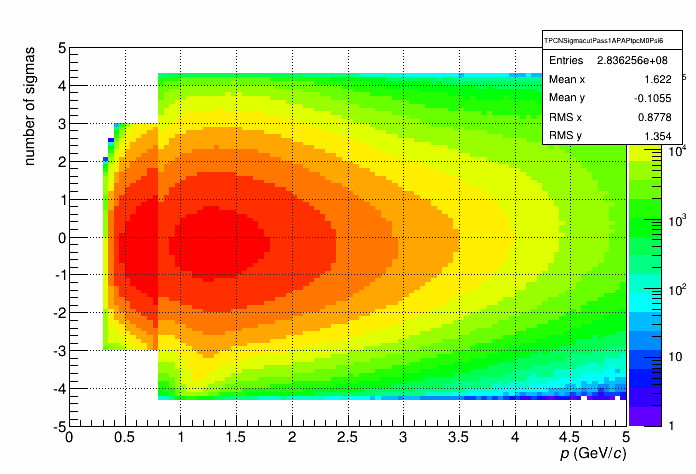 TPCNSigmacutPass1APAPtpcM0Psi6
Entries 2.836256e+08
Mean x 1.622
Mean y -0.1055
RMS x 0.8778
RMS y 1.354
number of sigmas
5
4
3
2
1
0
-1
-2
-3
-4
-5
0 0.5 1 1.5 2 2.5 3 3.5 4 4.5 5
p (GeV/c)
5
10⁴
10³
10²
10
1